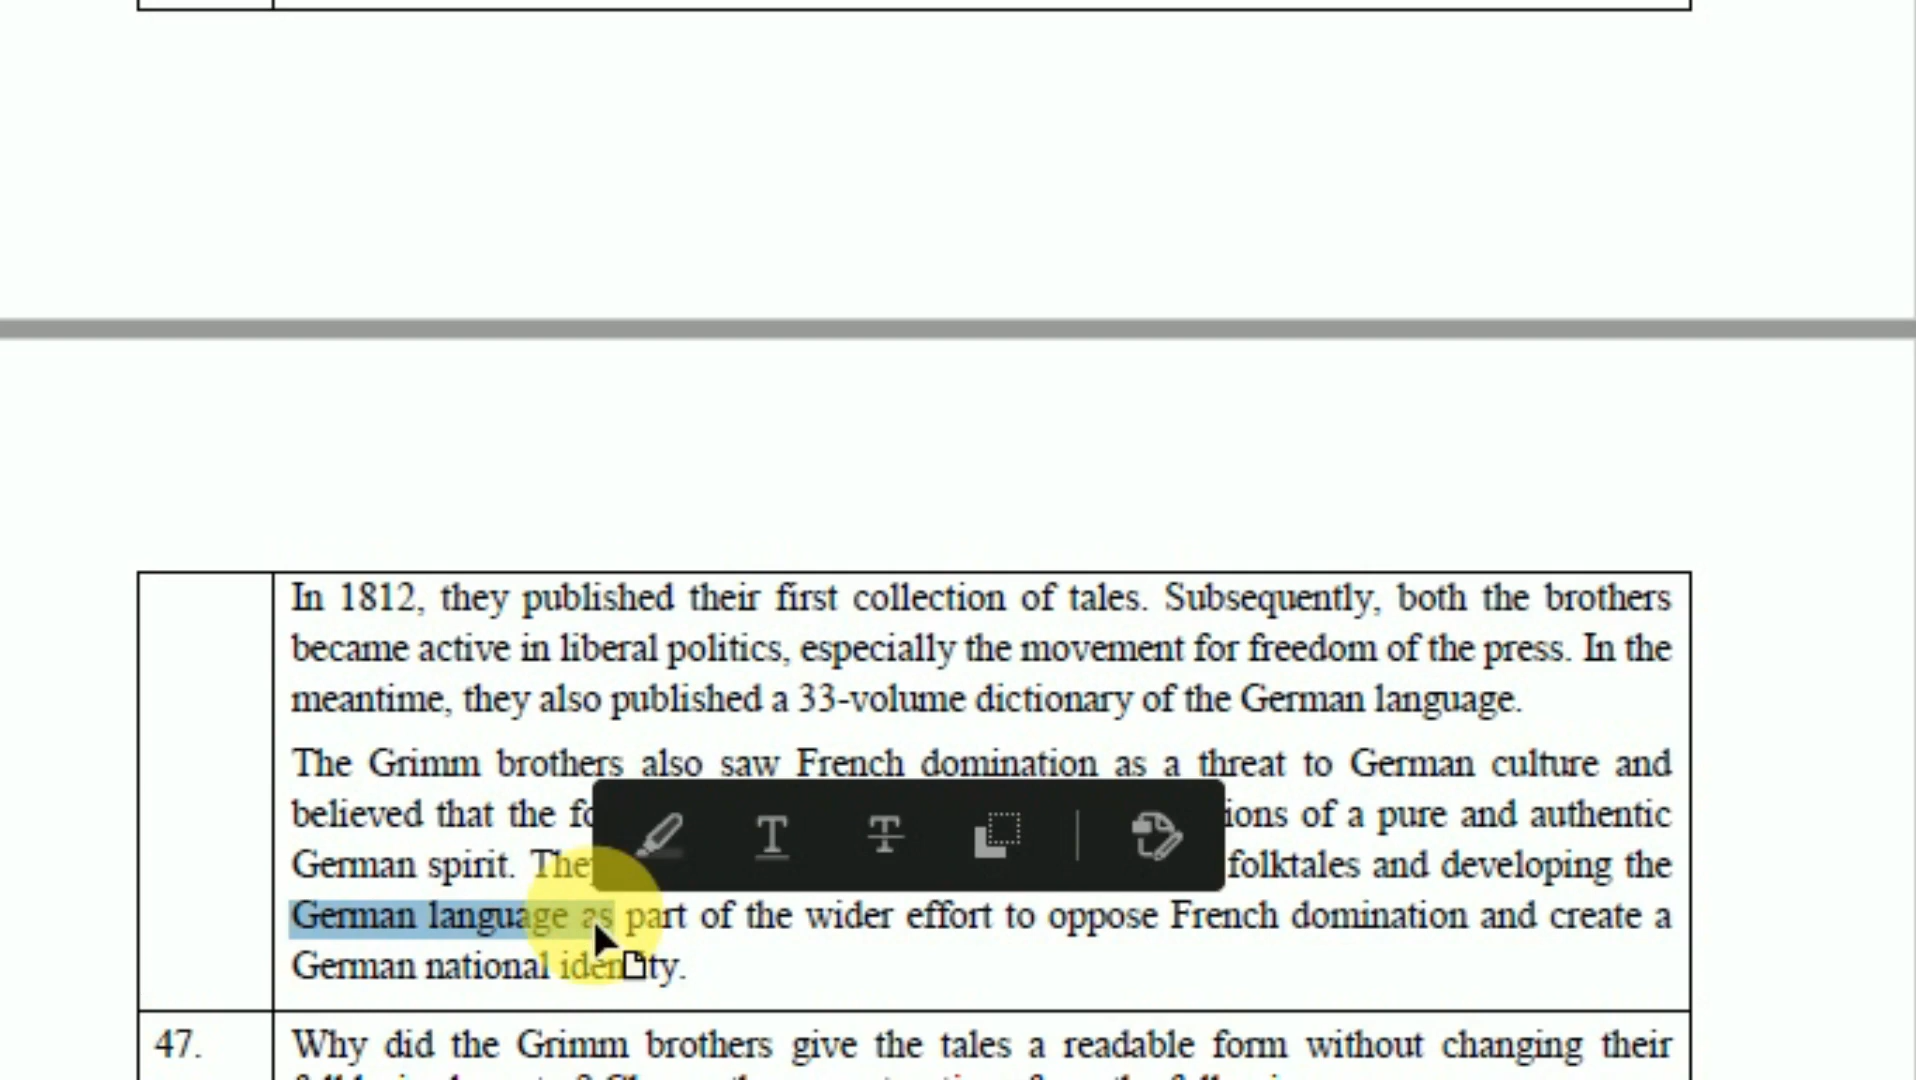 In 1812, they published their first collection of tales. Subsequently, both the brothers
became active in liberal politics, especially the movement for freedom of the press. In the
meantime, they also published a 33-volume dictionary of the German language.
The Grimm brothers also saw French domination as a threat to German culture and
believed that the of a pure and authentic
German spirit. They folktales and developing the
German language as part of the wider effort to oppose French domination and create a
German national identity.
47. Why did the Grimm brothers give the tales a readable form without changing their